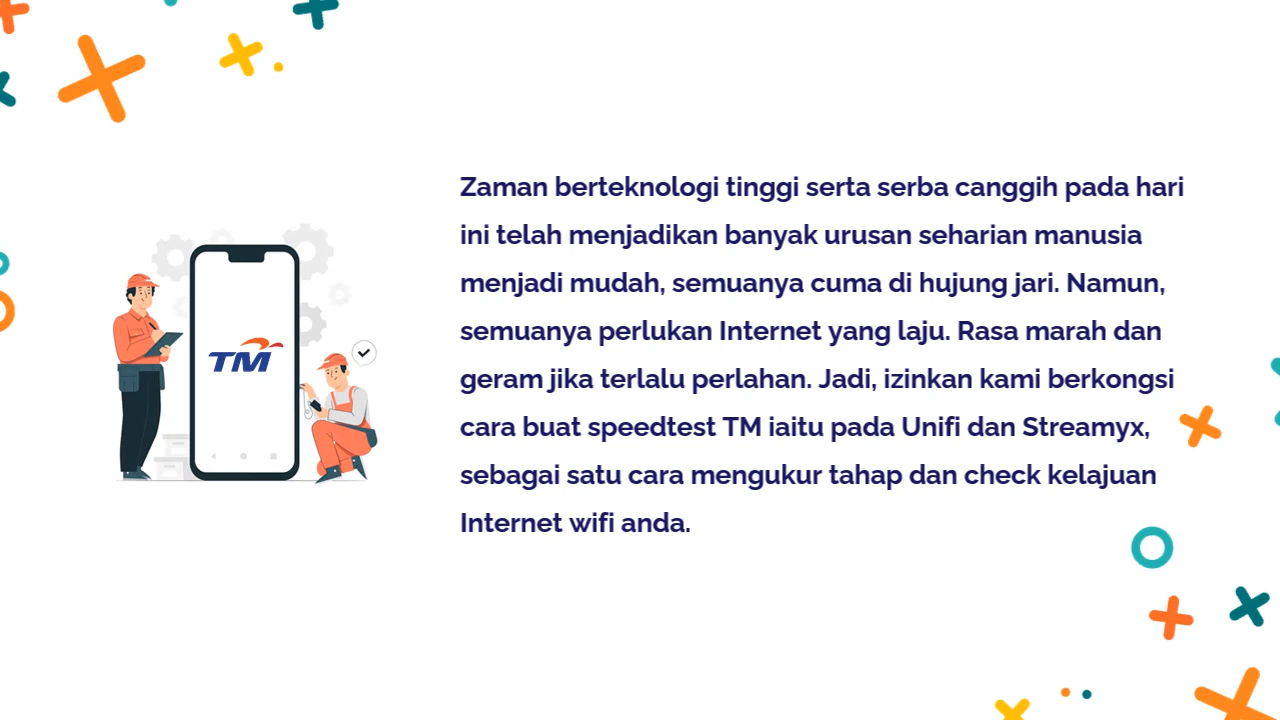 TM
Zaman berteknologi tinggi serta serba canggih pada hari
ini telah menjadikan banyak urusan seharian manusia
menjadi mudah, semuanya cuma di hujung jari. Namun,
semuanya perlukan Internet yang laju. Rasa marah dan
geram jika terlalu perlahan. Jadi, izinkan kami berkongsi
cara buat speedtest TM iaitu pada Unifi dan Streamyx,
sebagai satu cara mengukur tahap dan check kelajuan
Internet wifi anda.